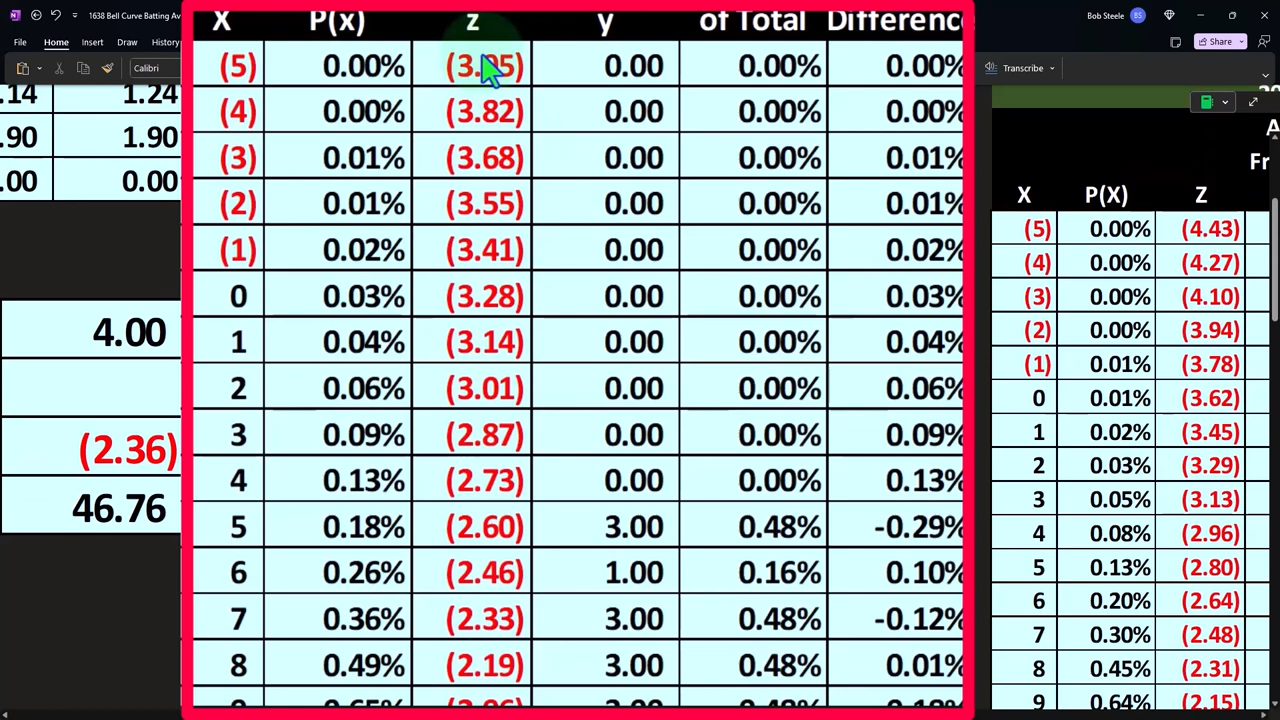 1638 Bell Curve Batting Av
Bob Steele
BS
File Home Insert Draw History
Share
Calibri
Transcribe
.14 1.24
.90 1.90
.00 0.00
4.00
(2.36)
46.76
X P(x) z y of Total Difference
(5) 0.00% 0.00 0.00% 0.00%
(4) 0.00% (3.82) 0.00 0.00% 0.00%
(3) 0.01% (3.68) 0.00 0.00% 0.01%
(2) 0.01% (3.55) 0.00 0.00% 0.01%
(1) 0.02% (3.41) 0.00 0.00% 0.02%
0 0.03% (3.28) 0.00 0.00% 0.03%
1 0.04% (3.14) 0.00 0.00% 0.04%
2 0.06% (3.01) 0.00 0.00% 0.06%
3 0.09% (2.87) 0.00 0.00% 0.09%
4 0.13% (2.73) 0.00 0.00% 0.13%
5 0.18% (2.60) 3.00 0.48% -0.29%
6 0.26% (2.46) 1.00 0.16% 0.10%
7 0.36% (2.33) 3.00 0.48% -0.12%
8 0.49% (2.19) 3.00 0.48% 0.01%
A
Fr
X P(X) Z
(5) 0.00% (4.43)
(4) 0.00% (4.27)
(3) 0.00% (4.10)
(2) 0.00% (3.94)
(1) 0.01% (3.78)
0 0.01% (3.62)
1 0.02% (3.45)
2 0.03% (3.29)
3 0.05% (3.13)
4 0.08% (2.96)
5 0.13% (2.80)
6 0.20% (2.64)
7 0.30% (2.48)
8 0.45% (2.31)
9 0.64% (2.15)